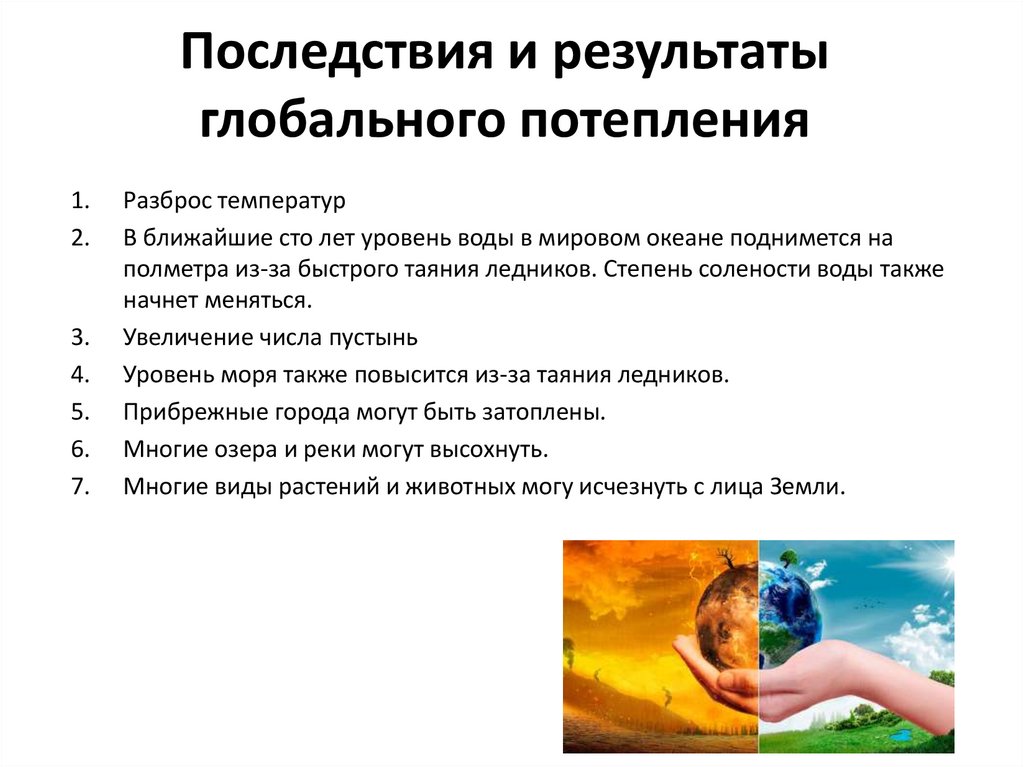 Последствия и результаты
глобального потепления
1. Разброс температур
2. В ближайшие сто лет уровень воды в мировом океане поднимется на
полметра из-за быстрого таяния ледников. Степень солености воды также
начнет меняться.
3. Увеличение числа пустынь
4. Уровень моря также повысится из-за таяния ледников.
5. Прибрежные города могут быть затоплены.
6. Многие озера и реки могут высохнуть.
7. Многие виды растений и животных могу исчезнуть с лица Земли.